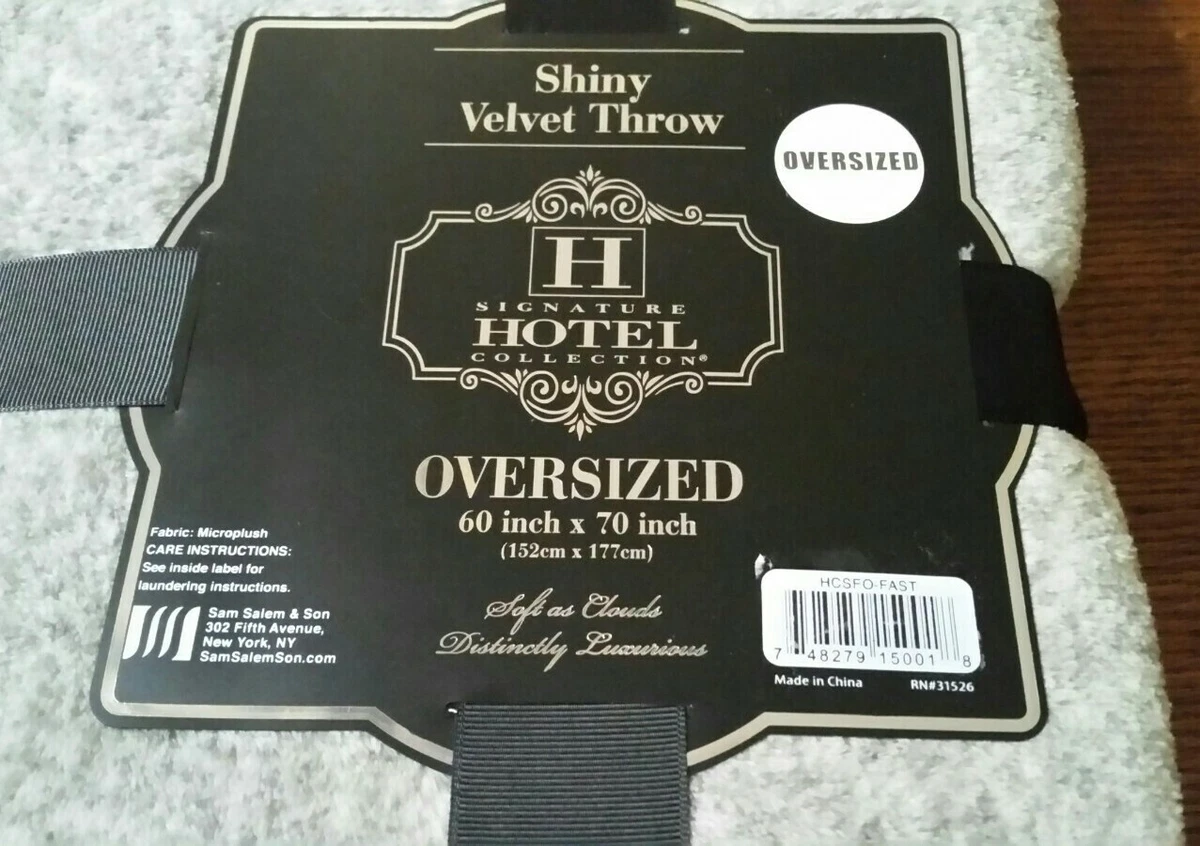 Shiny
Velvet Throw
OVERSIZED
H
SIGNATURE
HOTEL
COLLECTION®
OVERSIZED
60 inch x 70 inch
(152cm x 177cm)
Soft as Clouds
Distinctly Luxurious
Fabric: Microplush
CARE INSTRUCTIONS:
See inside label for
laundering instructions.
Sam Salem & Son
302 Fifth Avenue,
New York, NY
SamSalemSon.com
HCSFO-FAST
7 48279 15001 8
Made in China RN#31526